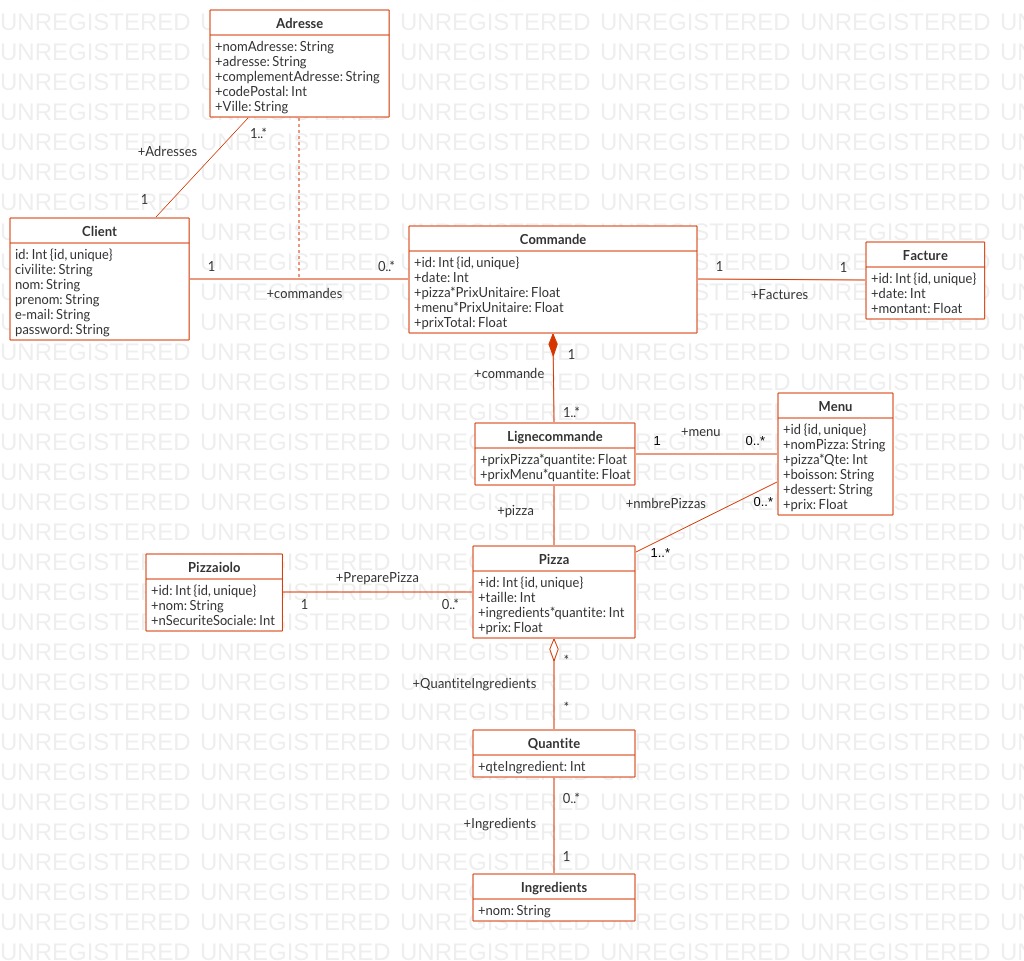 Adresse
+nomAdresse: String
+adresse: String
+complementAdresse: String
+codePostal: Int
+Ville: String
1..*
+Adresses
1
Client
id: Int {id, unique}
civilite: String
nom: String
prenom: String
e-mail: String
password: String
1
0..*
+commandes
Commande
+id: Int {id, unique}
+date: Int
+pizza*PrixUnitaire: Float
+menu*PrixUnitaire: Float
+prixTotal: Float
1
1
+Factures
Facture
+id: Int {id, unique}
+date: Int
+montant: Float
1
+commande
1..*
Lignecommande
+prixPizza*quantite: Float
+prixMenu*quantite: Float
+menu
1
0..*
Menu
+id {id, unique}
+nomPizza: String
+pizza*Qte: Int
+boisson: String
+dessert: String
+prix: Float
+pizza
+nmbrePizzas
0..*
1..*
Pizzaiolo
+id: Int {id, unique}
+nom: String
+nSecuriteSociale: Int
+PreparePizza
1
0..*
Pizza
+id: Int {id, unique}
+taille: Int
+ingredients*quantite: Int
+prix: Float
*
+QuantiteIngredients
*
Quantite
+qteIngredient: Int
0..*
+Ingredients
1
Ingredients
+nom: String
UNREGISTERED